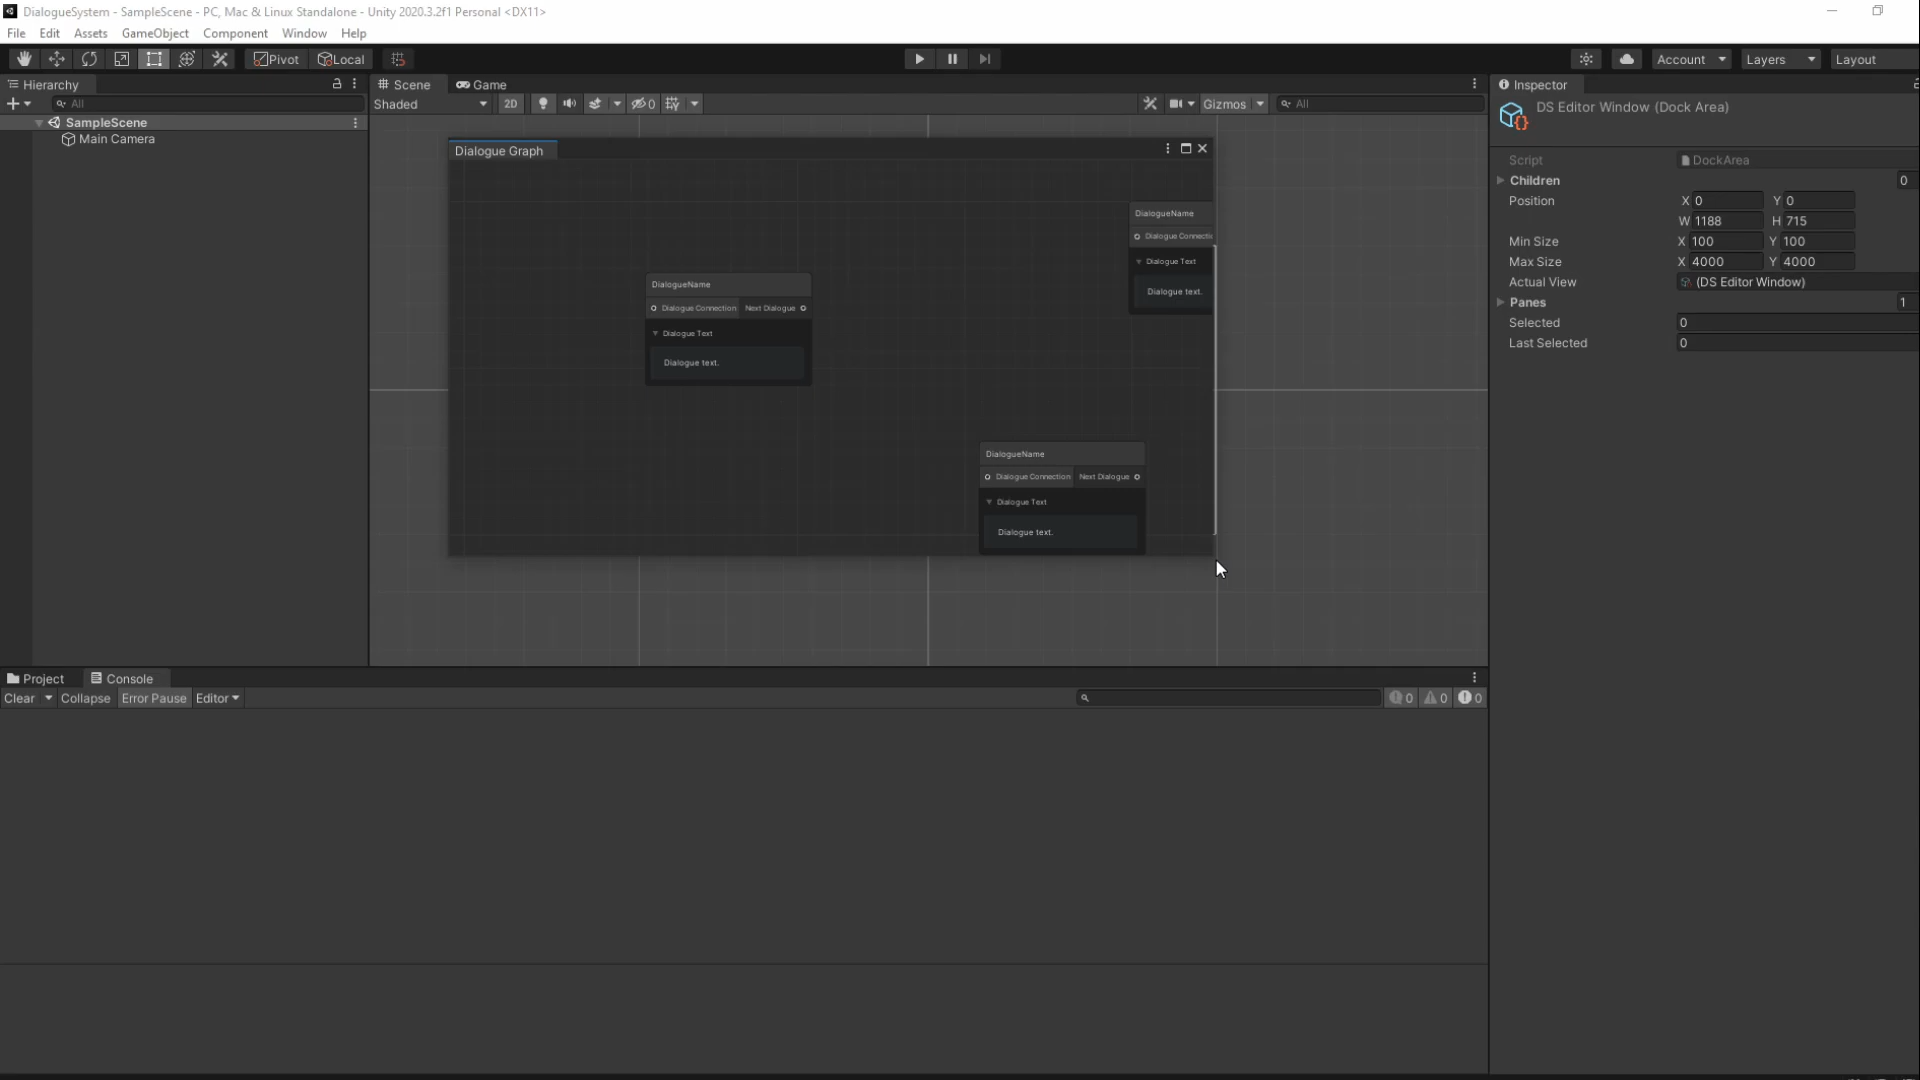 DialogueSystem - SampleScene - PC, Mac & Linux Standalone - Unity 2020.3.2f1 Personal <DX11>
File Edit Assets GameObject Component Window Help
Pivot Local Account Layers Layout
Hierarchy
All
SampleScene
Main Camera
Scene Game
Shaded 2D 0 Gizmos All
Dialogue Graph
DialogueName
Dialogue Connection Next Dialogue
Dialogue Text
Dialogue text.
DialogueName
Dialogue Connecti
Dialogue Text
Dialogue text.
DialogueName
Dialogue Connection Next Dialogue
Dialogue Text
Dialogue text.
Inspector
DS Editor Window (Dock Area)
Script DockArea
Children 0
Position X 0 Y 0
W 1188 H 715
Min Size X 100 Y 100
Max Size X 4000 Y 4000
Actual View (DS Editor Window)
Panes 1
Selected 0
Last Selected 0
Project Console
Clear Collapse Error Pause Editor 0 0 0